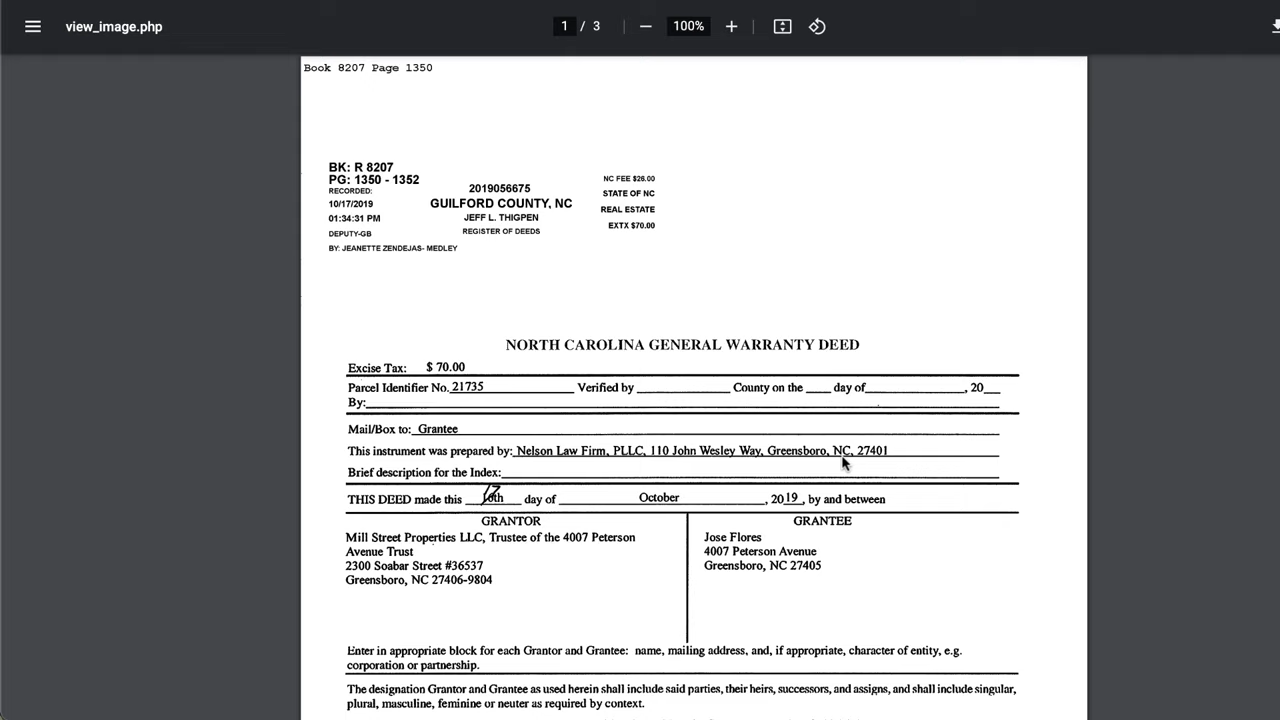 view_image.php
1 / 3
100%
Book 8207 Page 1350
BK: R 8207
PG: 1350 - 1352
RECORDED:
10/17/2019
01:34:31 PM
DEPUTY-GB
BY: JEANETTE ZENDEJAS- MEDLEY
2019056675
GUILFORD COUNTY, NC
JEFF L. THIGPEN
REGISTER OF DEEDS
NC FEE $26.00
STATE OF NC
REAL ESTATE
EXTX $70.00
NORTH CAROLINA GENERAL WARRANTY DEED
Excise Tax: $ 70.00
Parcel Identifier No. 21735 Verified by County on the day of , 20
By:
Mail/Box to: Grantee
This instrument was prepared by: Nelson Law Firm, PLLC, 110 John Wesley Way, Greensboro, NC, 27401
Brief description for the Index:
THIS DEED made this day of October , 2019 , by and between
GRANTOR
Mill Street Properties LLC, Trustee of the 4007 Peterson
Avenue Trust
2300 Soabar Street #36537
Greensboro, NC 27406-9804
GRANTEE
Jose Flores
4007 Peterson Avenue
Greensboro, NC 27405
Enter in appropriate block for each Grantor and Grantee: name, mailing address, and, if appropriate, character of entity, e.g.
corporation or partnership.
The designation Grantor and Grantee as used herein shall include said parties, their heirs, successors, and assigns, and shall include singular,
plural, masculine, feminine or neuter as required by context.